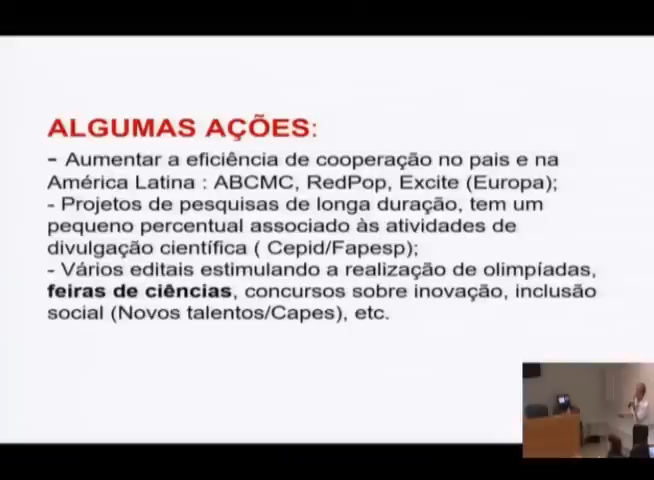 ALGUMAS AÇÕES:
- Aumentar a eficiência de cooperação no pais e na
América Latina : ABCMC, RedPop, Excite (Europa);
- Projetos de pesquisas de longa duração, tem um
pequeno percentual associado às atividades de
divulgação científica ( Cepid/Fapesp);
- Vários editais estimulando a realização de olimpíadas,
feiras de ciências, concursos sobre inovação, inclusão
social (Novos talentos/Capes), etc.